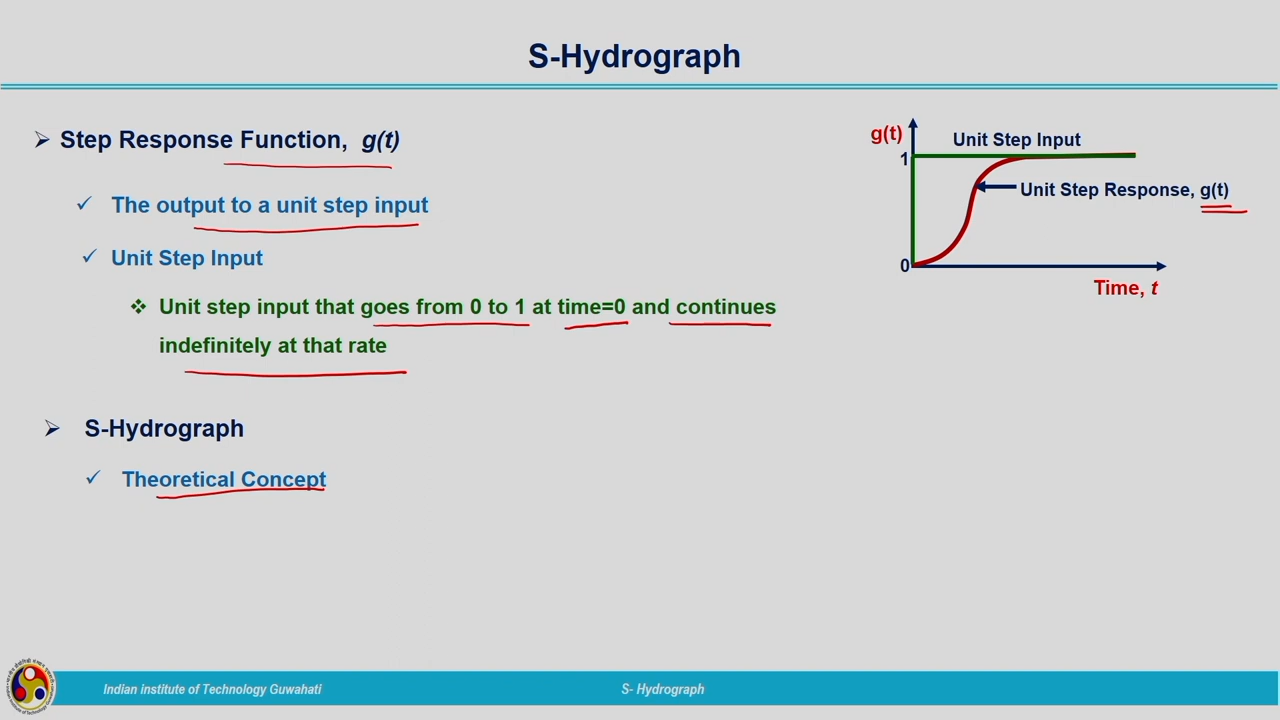 S-Hydrograph
Step Response Function, g(t)
The output to a unit step input
Unit Step Input
Unit step input that goes from 0 to 1 at time=0 and continues
indefinitely at that rate
S-Hydrograph
Theoretical Concept
g(t)
Unit Step Input
1
Unit Step Response, g(t)
0
Time, t
Indian institute of Technology Guwahati
S- Hydrograph